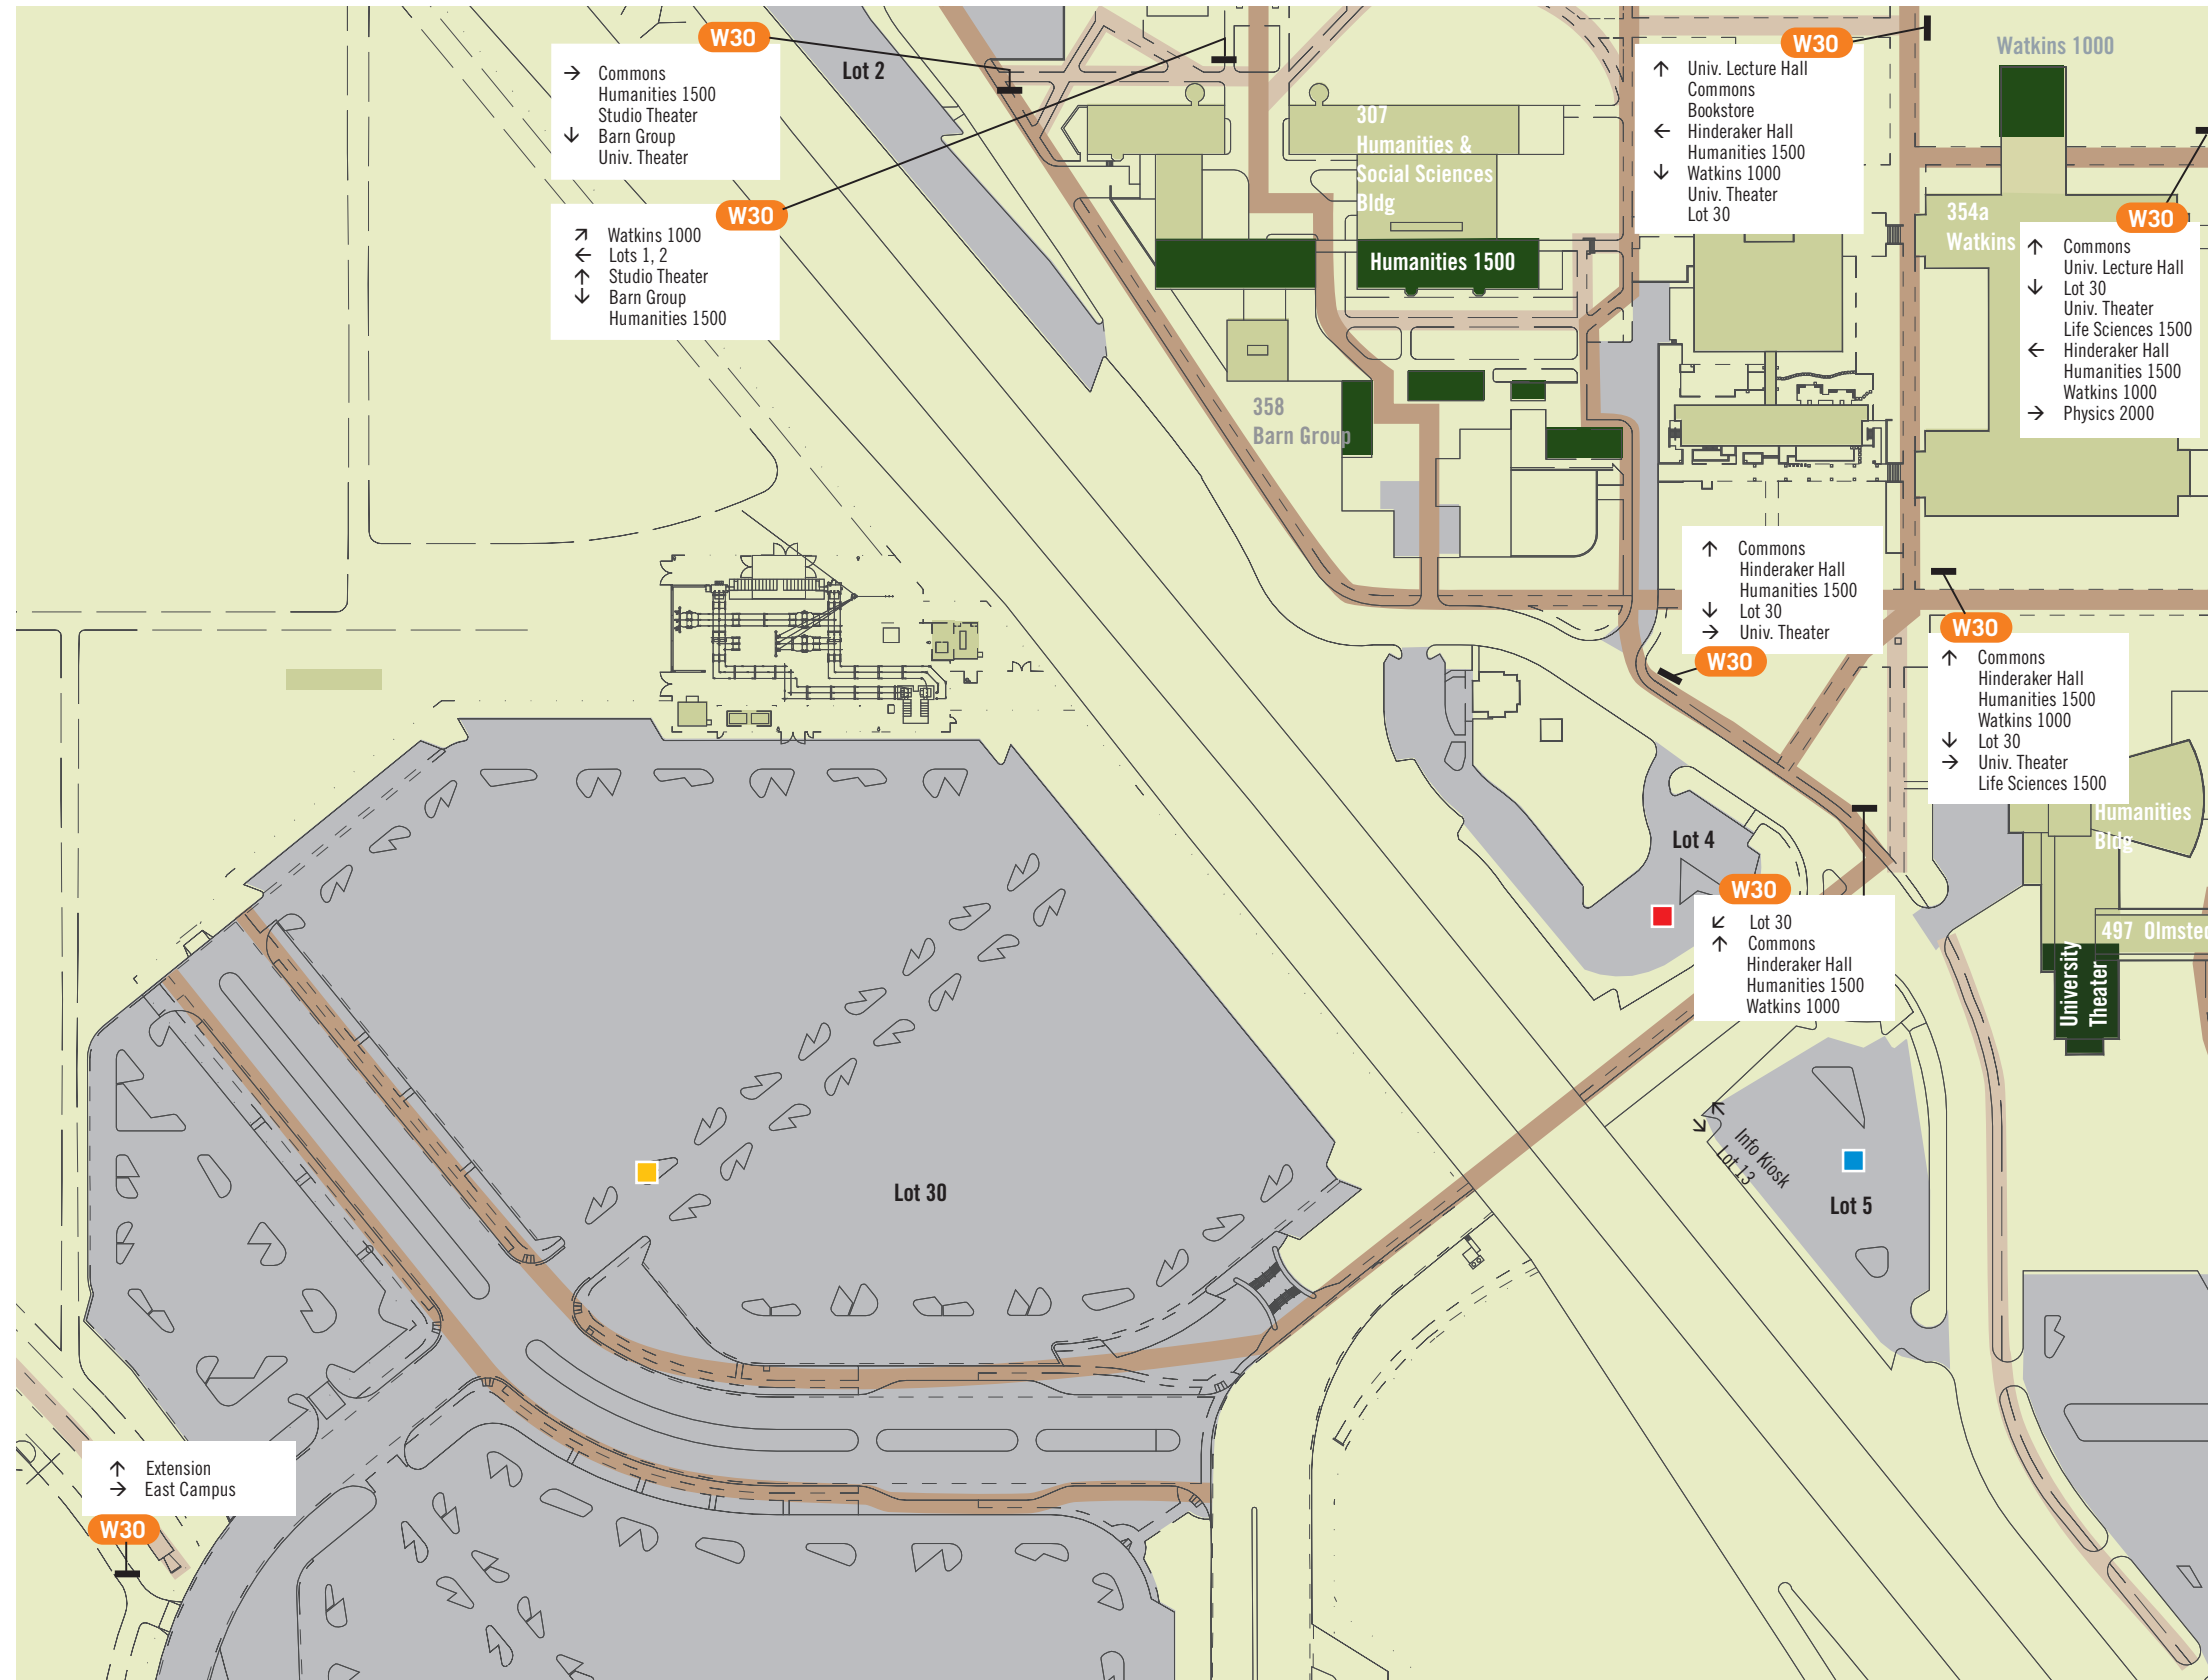 W30
→ Commons
Humanities 1500
Studio Theater
↓ Barn Group
Univ. Theater
Lot 2
W30
↗ Watkins 1000
← Lots 1, 2
↑ Studio Theater
↓ Barn Group
Humanities 1500
307
Humanities &
Social Sciences
Bldg
Humanities 1500
358
Barn Group
W30
↑ Univ. Lecture Hall
Commons
Bookstore
← Hinderaker Hall
Humanities 1500
↓ Watkins 1000
Univ. Theater
Lot 30
Watkins 1000
354a
Watkins
W30
↑ Commons
Univ. Lecture Hall
↓ Lot 30
Univ. Theater
Life Sciences 1500
← Hinderaker Hall
Humanities 1500
Watkins 1000
→ Physics 2000
↑ Commons
Hinderaker Hall
Humanities 1500
↓ Lot 30
→ Univ. Theater
W30
W30
↑ Commons
Hinderaker Hall
Humanities 1500
Watkins 1000
↓ Lot 30
→ Univ. Theater
Life Sciences 1500
Humanities
Bldg
Lot 4
W30
↙ Lot 30
↑ Commons
Hinderaker Hall
Humanities 1500
Watkins 1000
497 Olmsted
University
Theater
Info Kiosk
Lot 13
Lot 5
Lot 30
↑ Extension
→ East Campus
W30